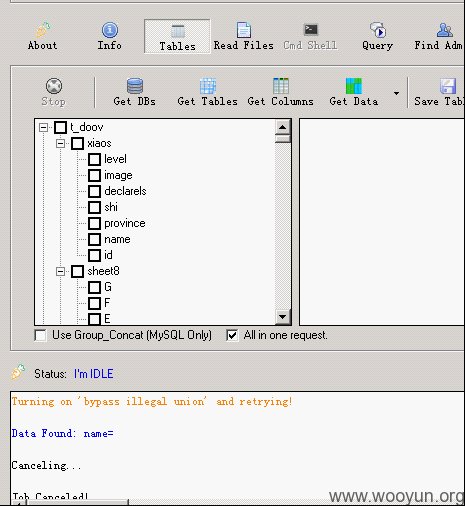 About Info Tables Read Files Cmd Shell Query Find Adm
Stop Get DBs Get Tables Get Columns Get Data Save Tab
t_doov
xiaos
level
image
declarels
shi
province
name
id
sheet8
G
F
E
Use Group_Concat (MySQL Only) All in one request.
Status: I'm IDLE
Turning on 'bypass illegal union' and retrying!
Data Found: name=
Canceling...
Job Canceled!
www.wooyun.org